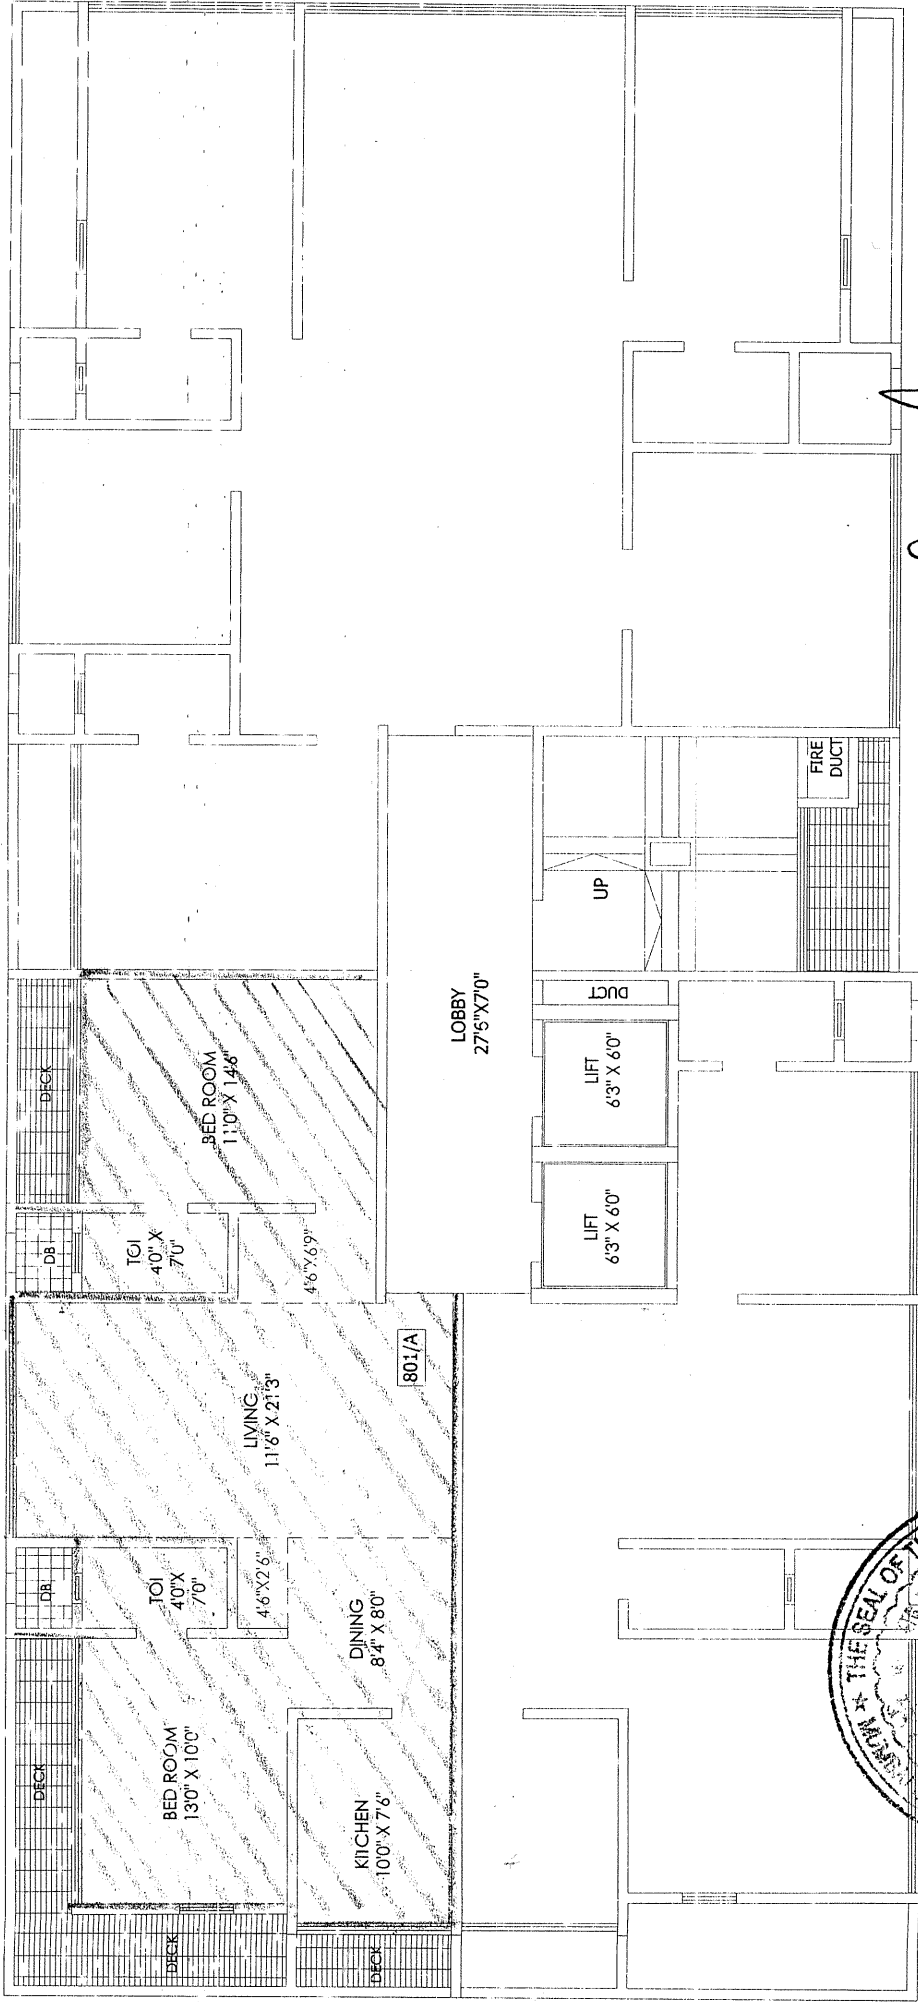 DECK
DB
DECK
DB
DECK
BED ROOM
13'0" X 10'0"
TOI
4'0" X
7'0"
4'6"X2'6"
LIVING
11'6" X 21'3"
TOI
4'0" X
7'0"
4'6"X6'9"
BED ROOM
11'0" X 14'6"
DECK
KITCHEN
10'0" X 7'6"
DINING
8'4" X 8'0"
801/A
LOBBY
27'5"X7'0"
LIFT
6'3" X 6'0"
LIFT
6'3" X 6'0"
DUCT
UP
FIRE
DUCT
THE SEAL OF